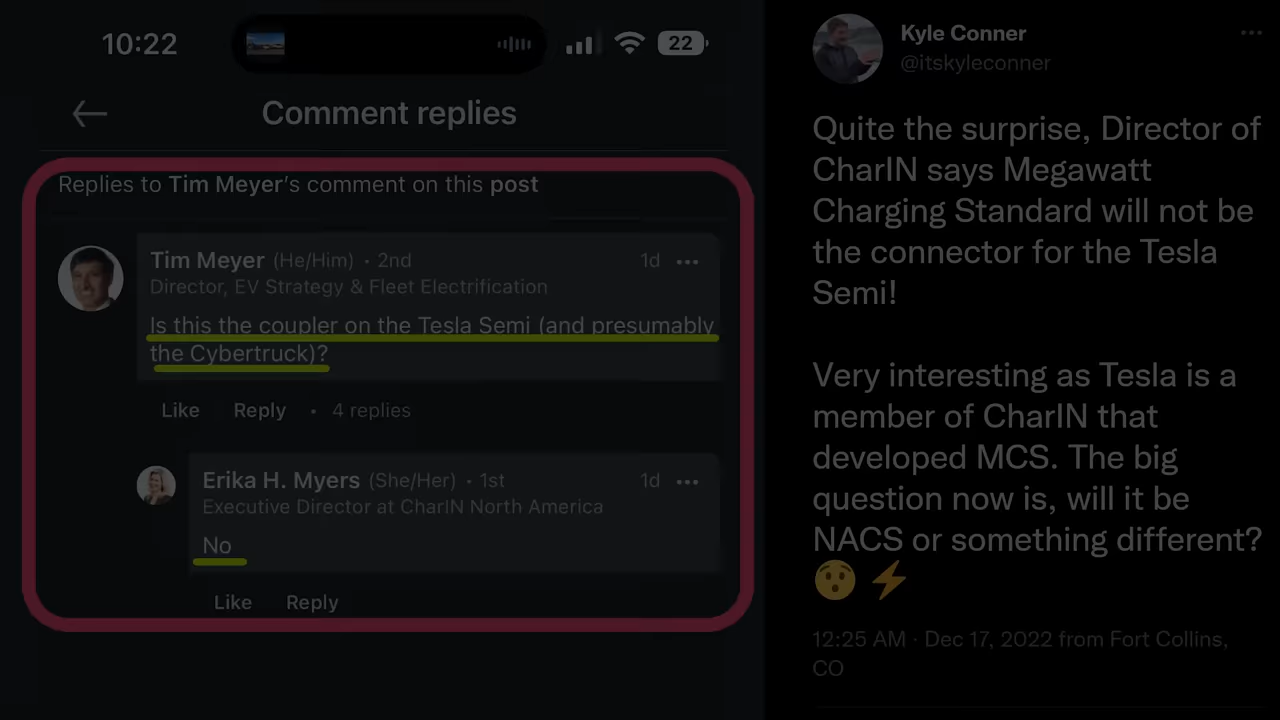 10:22
22
Comment replies
Replies to Tim Meyer's comment on this post
Tim Meyer (He/Him) • 2nd
1d
Director, EV Strategy & Fleet Electrification
Is this the coupler on the Tesla Semi (and presumably
the Cybertruck)?
Like Reply • 4 replies
Erika H. Myers (She/Her) • 1st
1d
Executive Director at CharIN North America
No
Like Reply
Kyle Conner
@itskyleconner
Quite the surprise, Director of
CharIN says Megawatt
Charging Standard will not be
the connector for the Tesla
Semi!
Very interesting as Tesla is a
member of CharIN that
developed MCS. The big
question now is, will it be
NACS or something different?
😯 ⚡
12:25 AM · Dec 17, 2022 from Fort Collins,
CO